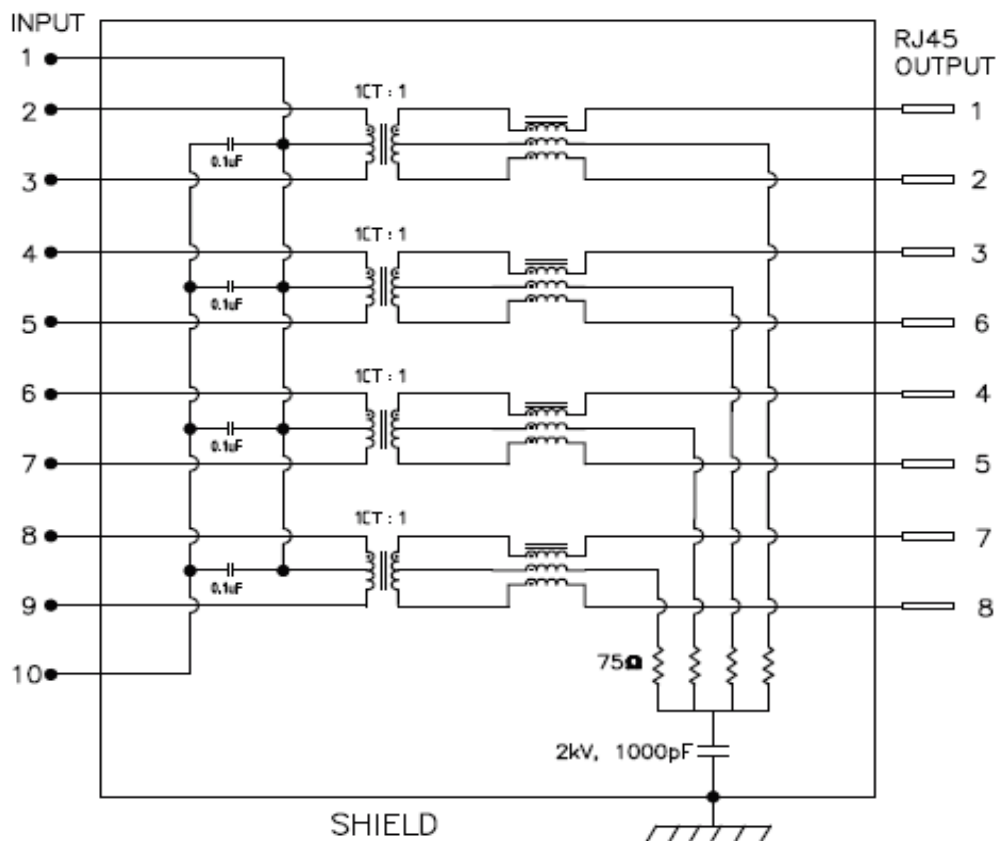 INPUT
RJ45
OUTPUT
1
1CT : 1
2
1
0.1uF
3
2
1CT : 1
4
3
0.1uF
5
6
1CT : 1
6
4
0.1uF
7
5
1CT : 1
8
7
0.1uF
9
8
75Ω
10
2kV, 1000pF
SHIELD